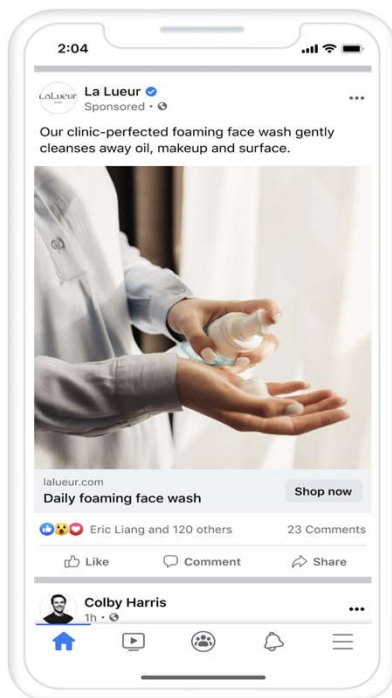 2:04
LaLueur
La Lueur
Sponsored •
Our clinic-perfected foaming face wash gently
cleanses away oil, makeup and surface.
lalueur.com
Daily foaming face wash
Shop now
Eric Liang and 120 others
23 Comments
Like
Comment
Share
Colby Harris
1h •